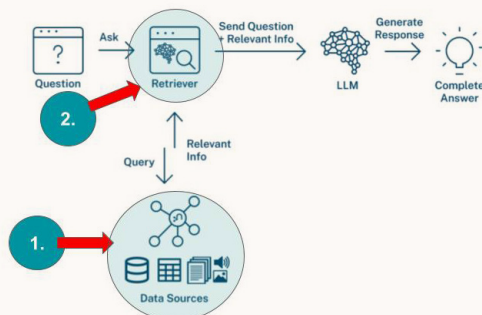 ?
Ask
Send Question
+ Relevant Info
Generate
Response
Question
Retriever
LLM
Complete
Answer
2.
Relevant
Info
Query
1.
Data Sources